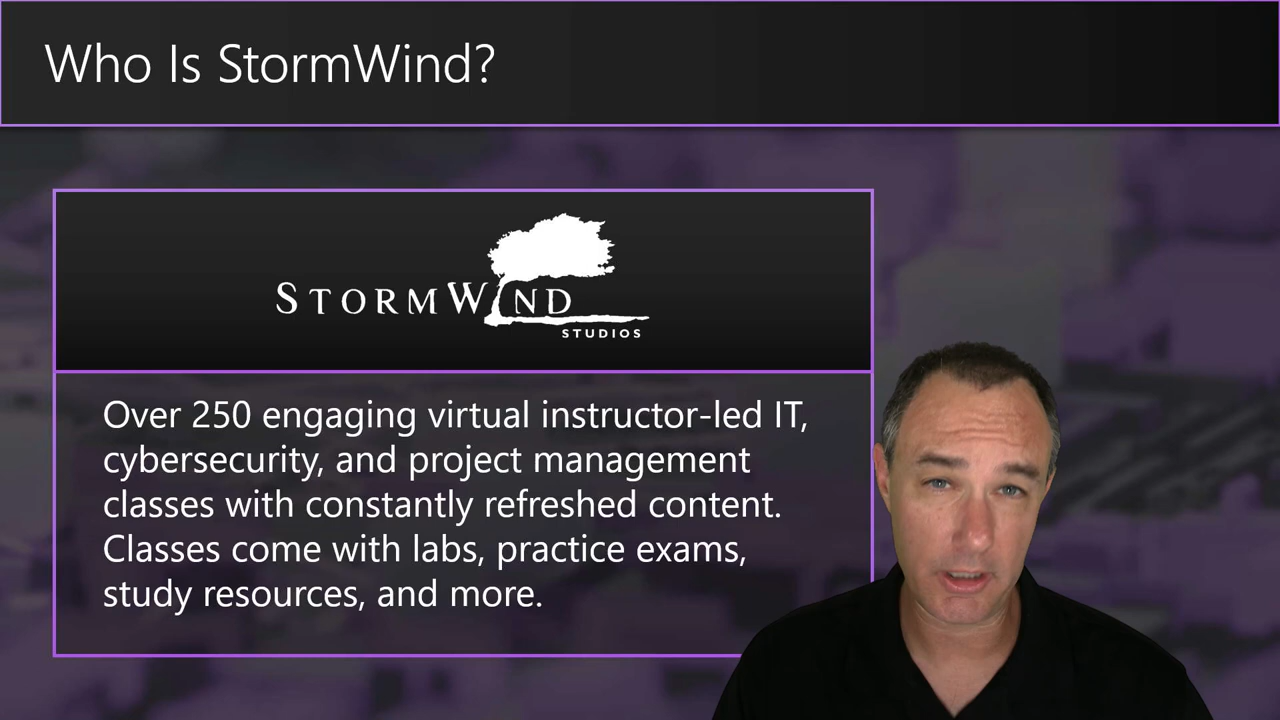 Who Is StormWind?
STORMWIND
STUDIOS
Over 250 engaging virtual instructor-led IT,
cybersecurity, and project management
classes with constantly refreshed content.
Classes come with labs, practice exams,
study resources, and more.